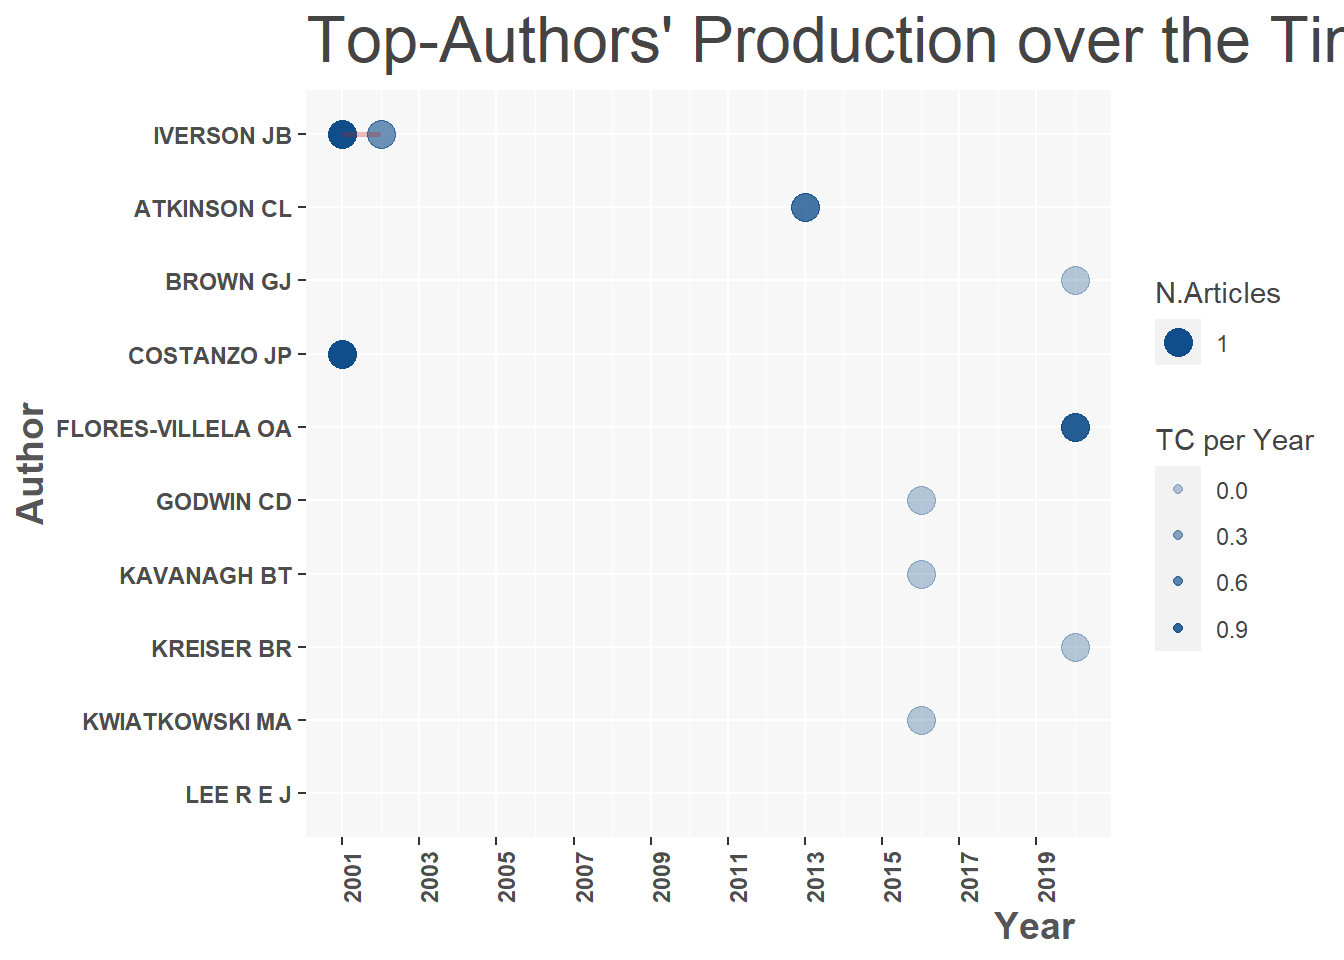 Top-Authors' Production over the Tir
IVERSON JB
ATKINSON CL
BROWN GJ
COSTANZO JP
FLORES-VILLELA OA
GODWIN CD
KAVANAGH BT
KREISER BR
KWIATKOWSKI MA
LEE R E J
Author
2001
2003
2005
2007
2009
2011
2013
2015
2017
2019
Year
N.Articles
1
TC per Year
0.0
0.3
0.6
0.9